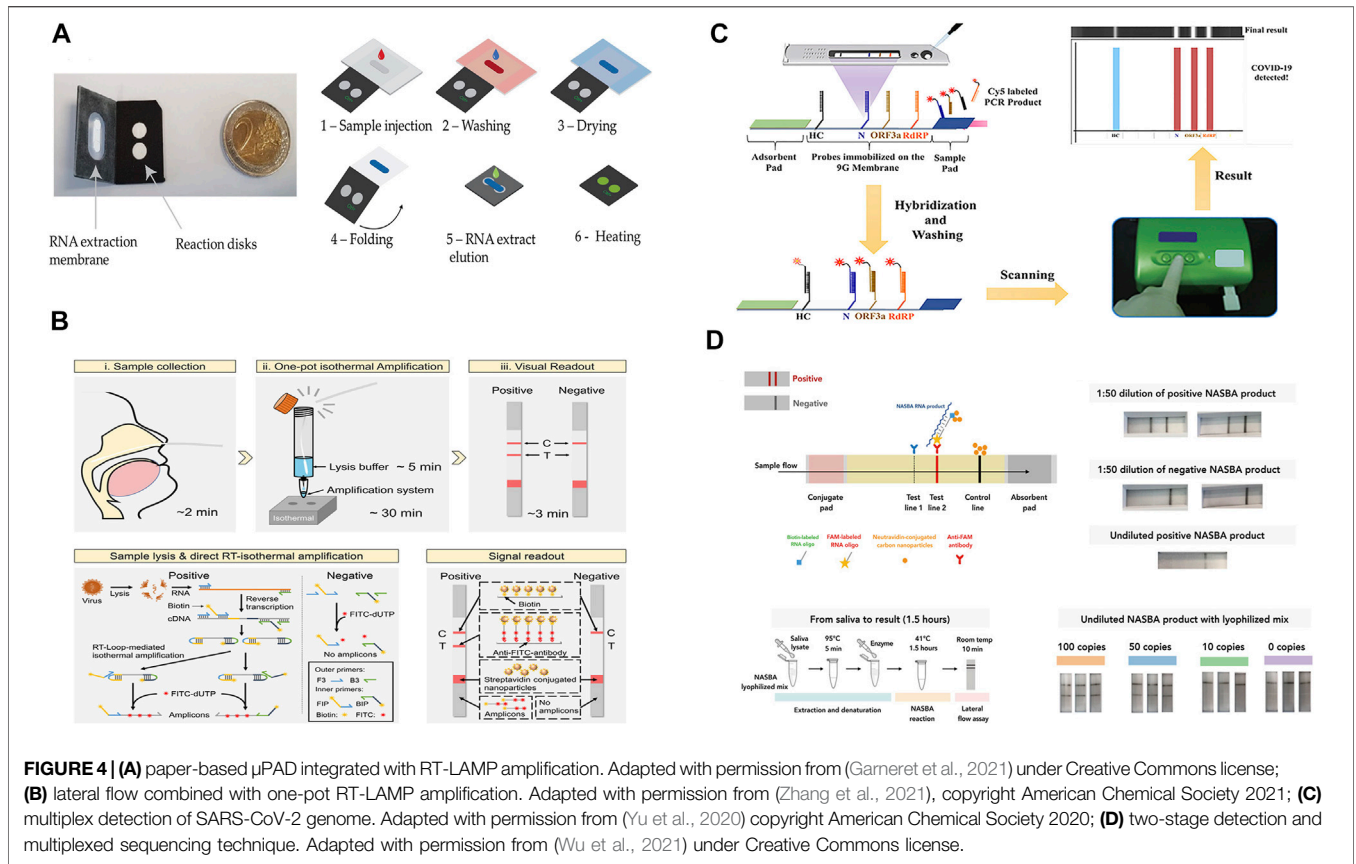 A
RNA extraction
membrane
Reaction disks
1 – Sample injection
2 – Washing
3 – Drying
4 – Folding
5 – RNA extract
elution
6 - Heating
B
i. Sample collection
~2 min
ii. One-pot isothermal Amplification
Lysis buffer ~ 5 min
Amplification system
~ 30 min
Isothermal
iii. Visual Readout
Positive
Negative
C
T
~3 min
Sample lysis & direct RT-isothermal amplification
Positive
Negative
Virus
Lysis
RNA
Reverse
transcription
Biotin
cDNA
RT-Loop-mediated
isothermal amplification
FITC-dUTP
Amplicons
FITC-dUTP
No amplicons
Outer primers:
F3
B3
Inner primers:
FIP
BIP
Biotin:
FITC:
Signal readout
Positive
Negative
Biotin
C
T
Anti-FITC-antibody
C
T
Streptavidin conjugated
nanoparticles
Amplicons
No
amplicons
C
Cy5 labeled
PCR Product
HC
N
ORF3a
RdRP
Adsorbent
Pad
Probes immobilized on the
9G Membrane
Sample
Pad
Hybridization
and
Washing
HC
N
ORF3a
RdRP
Scanning
Result
Final result
COVID-19
detected!
HC
N
ORF3a
RdRP
D
Positive
Negative
NASBA RNA product
Sample flow
Conjugate
pad
Test
line 1
Test
line 2
Control
line
Absorbent
pad
Biotin-labeled
RNA oligo
FAM-labeled
RNA oligo
Neutravidin-conjugated
carbon nanoparticles
Anti-FAM
antibody
From saliva to result (1.5 hours)
Saliva
lysate
95°C
5 min
Enzyme
41°C
1.5 hours
Room temp
10 min
NASBA
lyophilized mix
Extraction and denaturation
NASBA
reaction
Lateral
flow assay
1:50 dilution of positive NASBA product
1:50 dilution of negative NASBA product
Undiluted positive NASBA product
Undiluted NASBA product with lyophilized mix
100 copies
50 copies
10 copies
0 copies
FIGURE 4 | (A) paper-based µPAD integrated with RT-LAMP amplification. Adapted with permission from (Garneret et al., 2021) under Creative Commons license;
(B) lateral flow combined with one-pot RT-LAMP amplification. Adapted with permission from (Zhang et al., 2021), copyright American Chemical Society 2021; (C)
multiplex detection of SARS-CoV-2 genome. Adapted with permission from (Yu et al., 2020) copyright American Chemical Society 2020; (D) two-stage detection and
multiplexed sequencing technique. Adapted with permission from (Wu et al., 2021) under Creative Commons license.